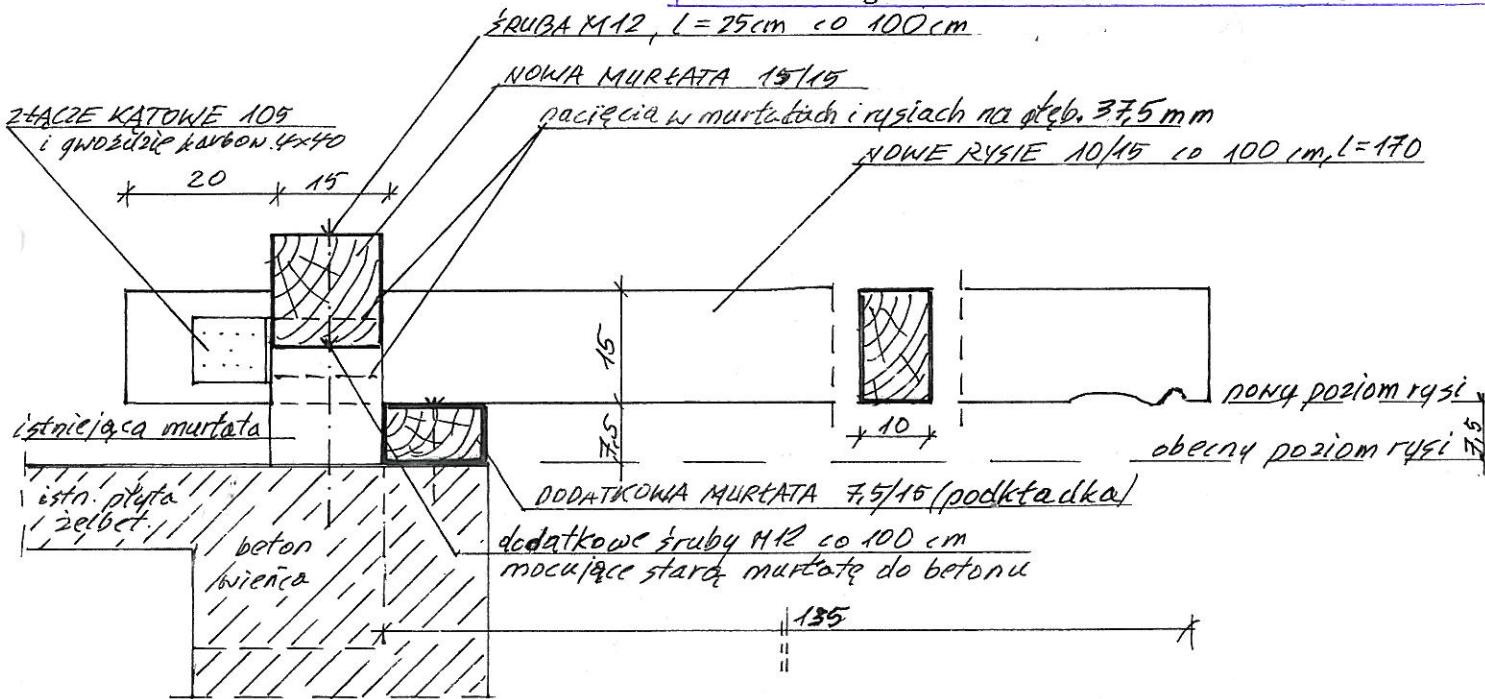 ŚRUBA M12, l = 25cm co 100 cm
NOWA MURŁATA 15/15
ZŁĄCZE KĄTOWE 105
i gwoździe karbow. 4x40
nacięcia w murłatach i rysiach na głęb. 37,5 mm
NOWE RYSIE 10/15 co 100 cm, l=170
20
15
15
7,5
10
nowy poziom rysi
istniejąca murłata
obecny poziom rysi
7,5
istn. płyta
żelbet.
DODATKOWA MURŁATA 7,5/15 (podkładka)
beton
wieńca
dodatkowe śruby M12 co 100 cm
mocujące starą murłatę do betonu
135